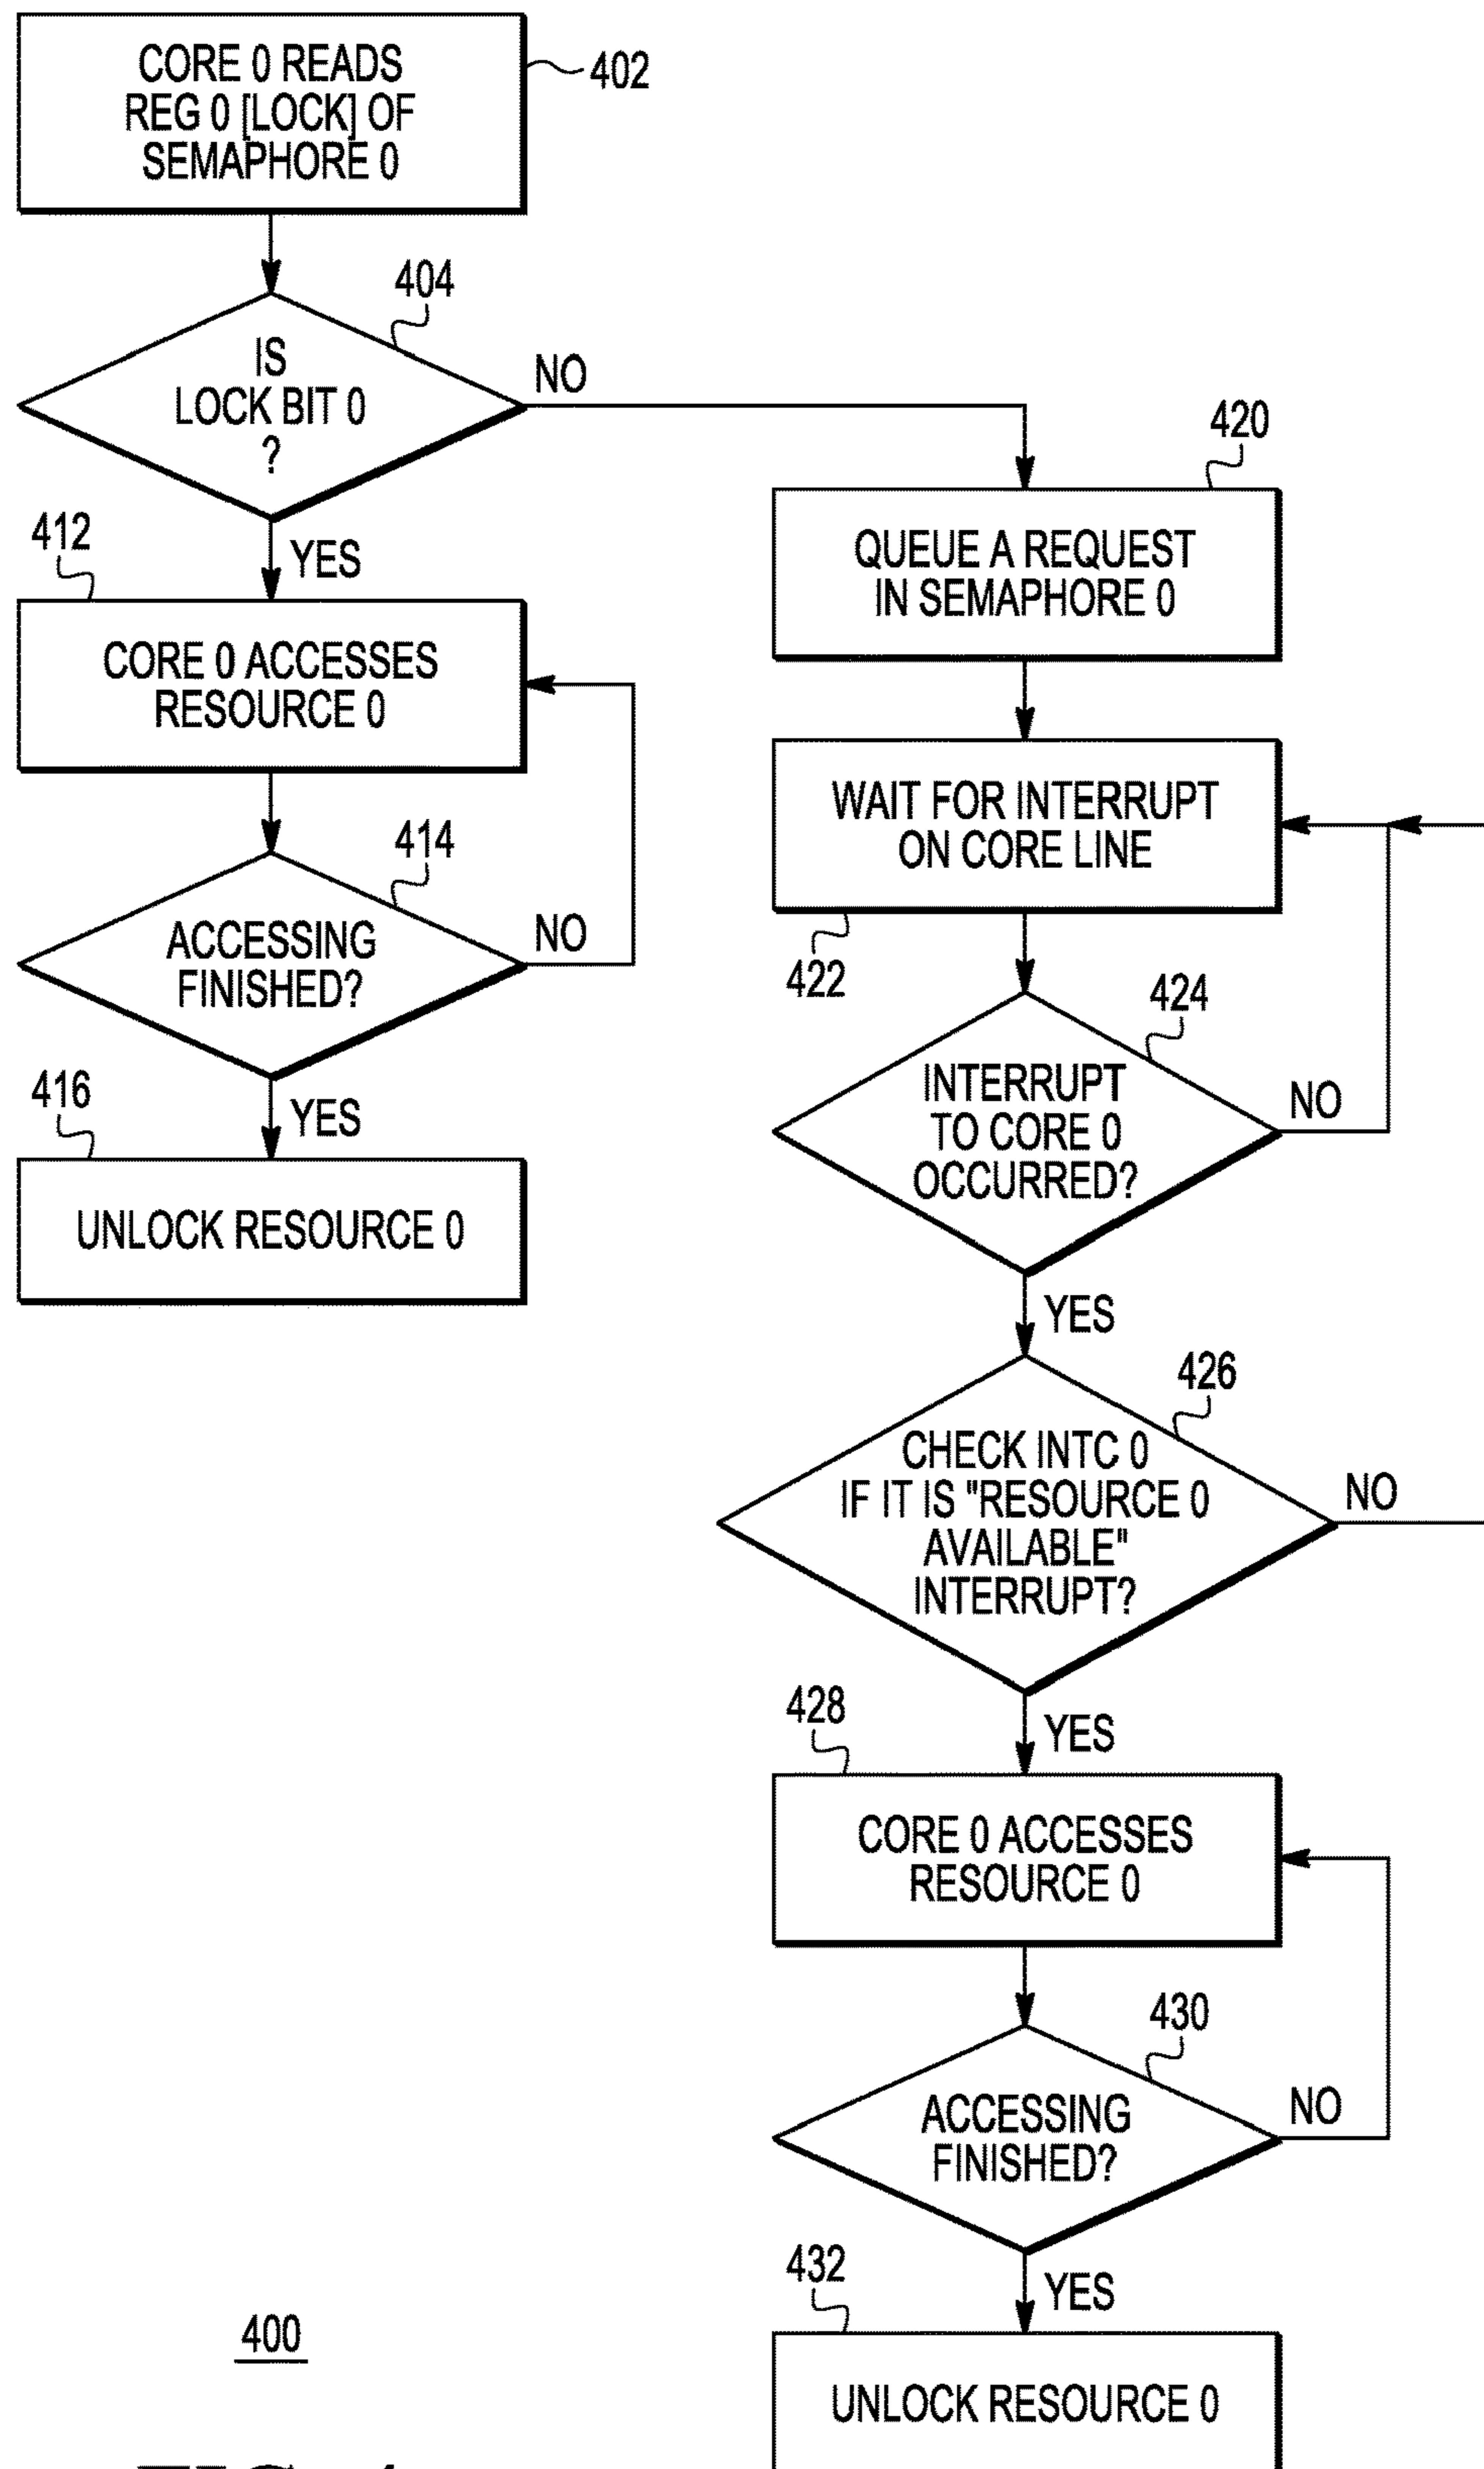 CORE 0 READS
REG 0 [LOCK] OF
SEMAPHORE 0
402
404
IS
LOCK BIT 0
?
NO
YES
412
CORE 0 ACCESSES
RESOURCE 0
414
ACCESSING
FINISHED?
NO
YES
416
UNLOCK RESOURCE 0
420
QUEUE A REQUEST
IN SEMAPHORE 0
WAIT FOR INTERRUPT
ON CORE LINE
422
424
INTERRUPT
TO CORE 0
OCCURRED?
NO
YES
426
CHECK INTC 0
IF IT IS "RESOURCE 0
AVAILABLE"
INTERRUPT?
NO
YES
428
CORE 0 ACCESSES
RESOURCE 0
430
ACCESSING
FINISHED?
NO
YES
432
UNLOCK RESOURCE 0
400